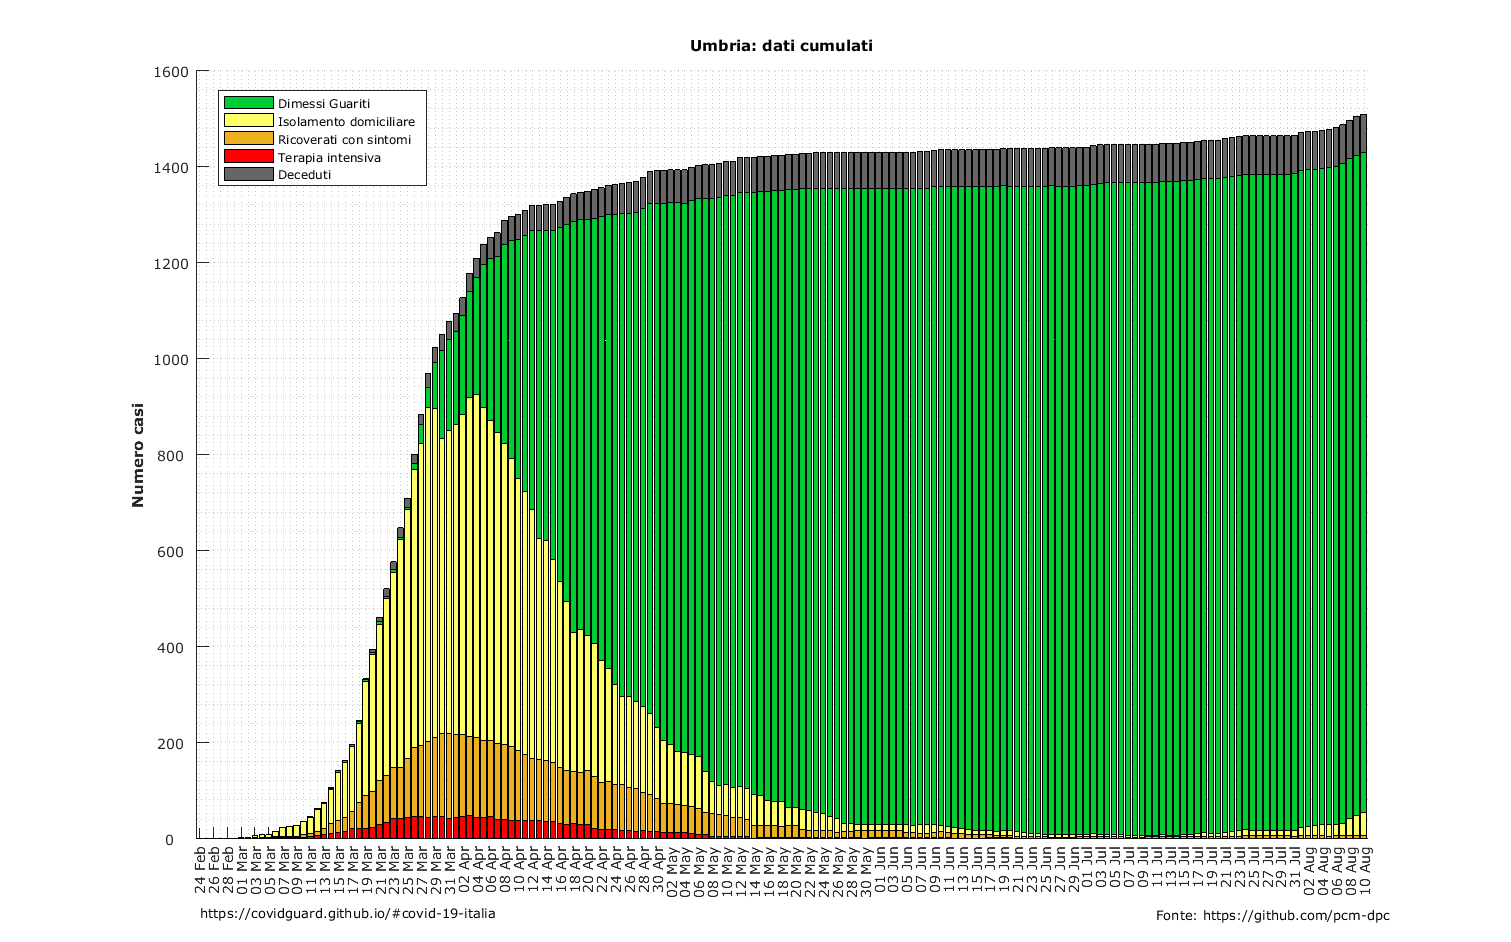 Umbria: dati cumulati
1600
1400
1200
1000
800
600
400
200
0
Numero casi
Dimessi Guariti
Isolamento domiciliare
Ricoverati con sintomi
Terapia intensiva
Deceduti
24 Feb
26 Feb
28 Feb
01 Mar
03 Mar
05 Mar
07 Mar
09 Mar
11 Mar
13 Mar
15 Mar
17 Mar
19 Mar
21 Mar
23 Mar
25 Mar
27 Mar
29 Mar
31 Mar
02 Apr
04 Apr
06 Apr
08 Apr
10 Apr
12 Apr
14 Apr
16 Apr
18 Apr
20 Apr
22 Apr
24 Apr
26 Apr
28 Apr
30 Apr
02 May
04 May
06 May
08 May
10 May
12 May
14 May
16 May
18 May
20 May
22 May
24 May
26 May
28 May
30 May
01 Jun
03 Jun
05 Jun
07 Jun
09 Jun
11 Jun
13 Jun
15 Jun
17 Jun
19 Jun
21 Jun
23 Jun
25 Jun
27 Jun
29 Jun
01 Jul
03 Jul
05 Jul
07 Jul
09 Jul
11 Jul
13 Jul
15 Jul
17 Jul
19 Jul
21 Jul
23 Jul
25 Jul
27 Jul
29 Jul
31 Jul
02 Aug
04 Aug
06 Aug
08 Aug
10 Aug
https://covidguard.github.io/#covid-19-italia
Fonte: https://github.com/pcm-dpc